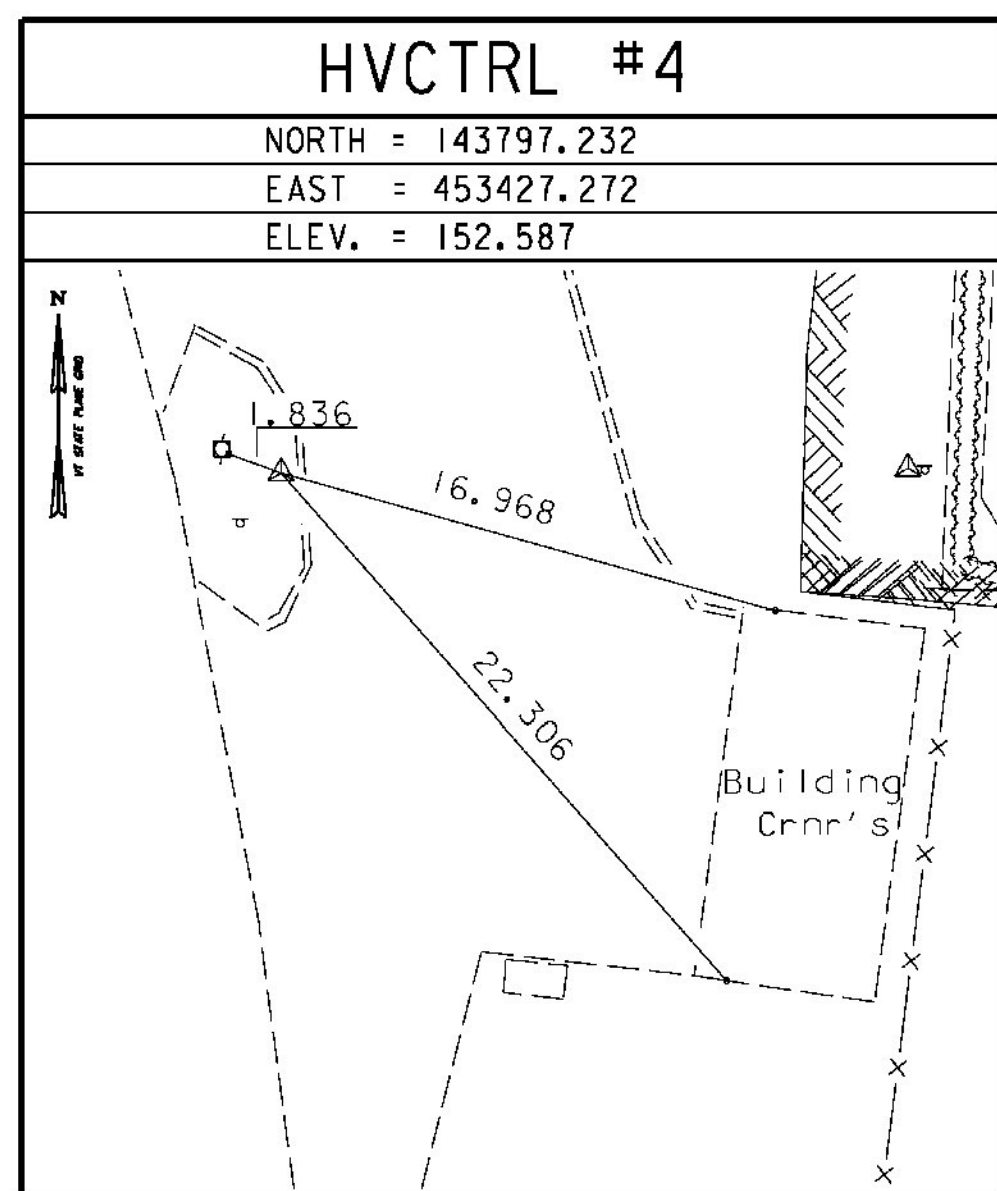 HVCTRL #4
NORTH = 143797.232
EAST = 453427.272
ELEV. = 152.587
N
VT STATE PLANE GRID
1.836
16.968
22.306
Building
Crnr's